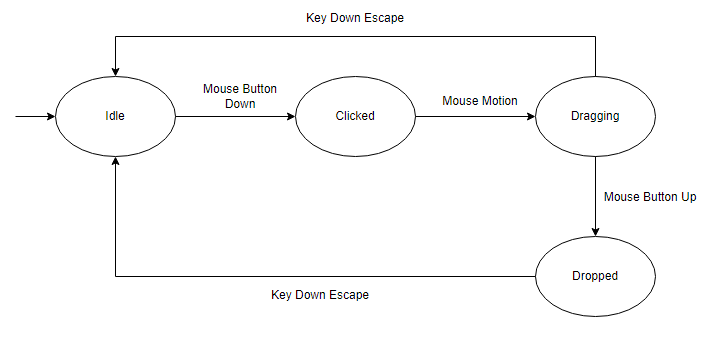 Key Down Escape
Mouse Button
Down
Mouse Motion
Idle
Clicked
Dragging
Mouse Button Up
Dropped
Key Down Escape